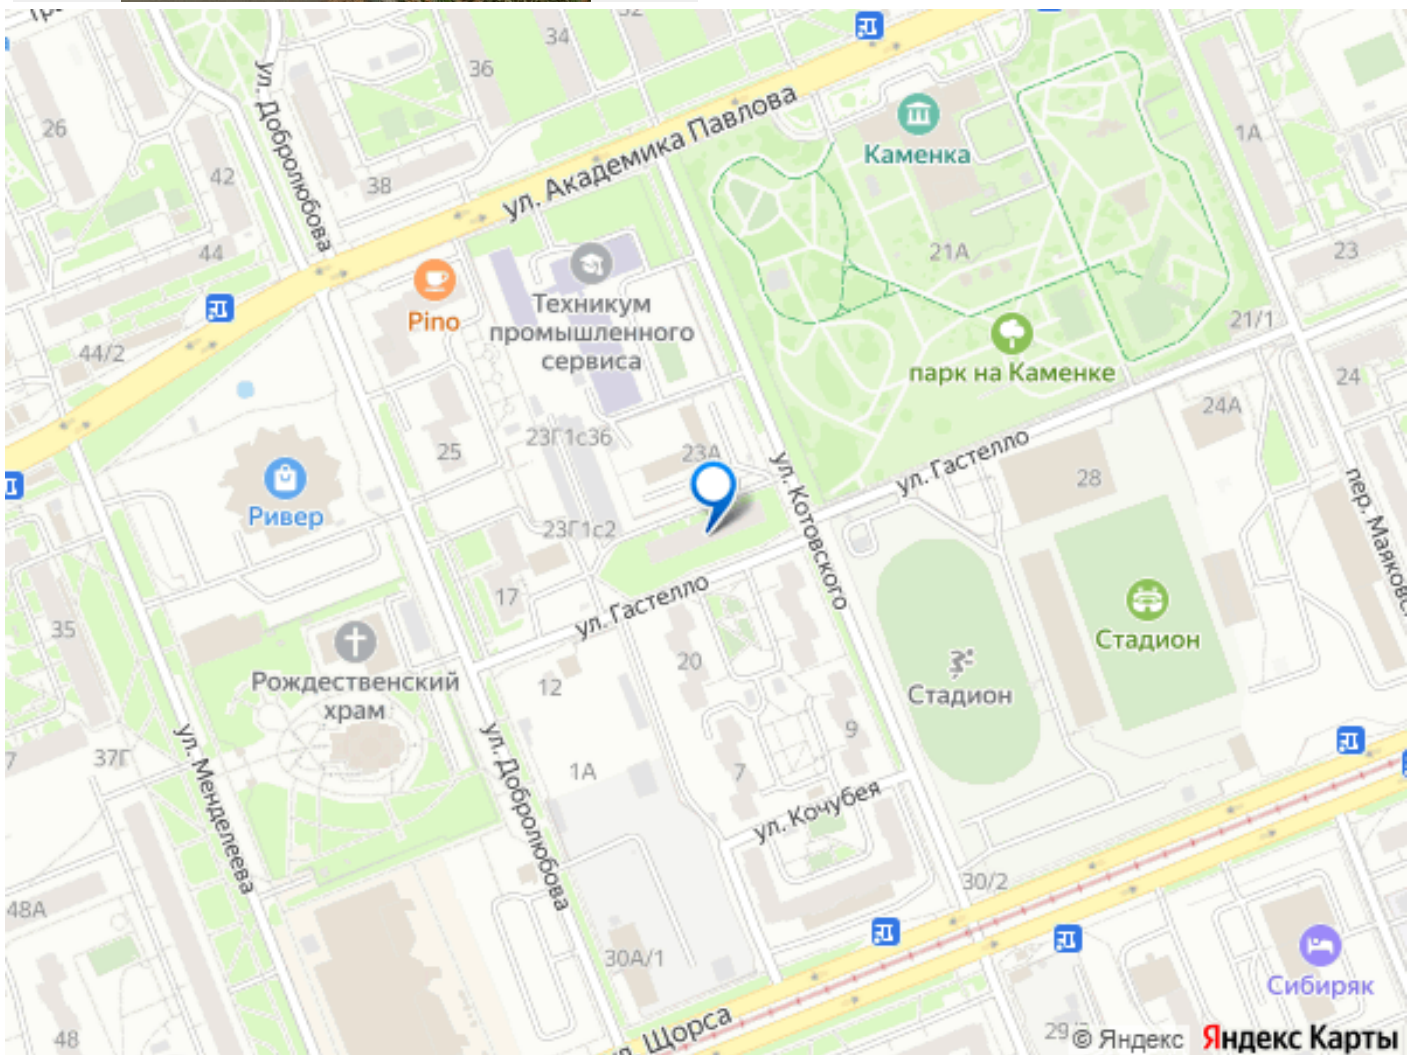 32
34
36
26
42
38
44
44/2
ул. Добролюбова
ул. Академика Павлова
Каменка
1А
21А
23
21/1
24
24А
Pino
Техникум
промышленного
сервиса
парк на Каменке
25
23Г1с36
23А
ул. Котовского
ул. Гастелло
28
пер. Маяковс
Ривер
23Г1с2
17
ул. Гастелло
35
Рождественский
храм
20
12
Стадион
Стадион
9
7
1А
37Г
7
ул. Менделеева
ул. Добролюбова
ул. Кочубея
30/2
48А
30А/1
48
Щорса
Сибиряк
29
© Яндекс
Яндекс Карты